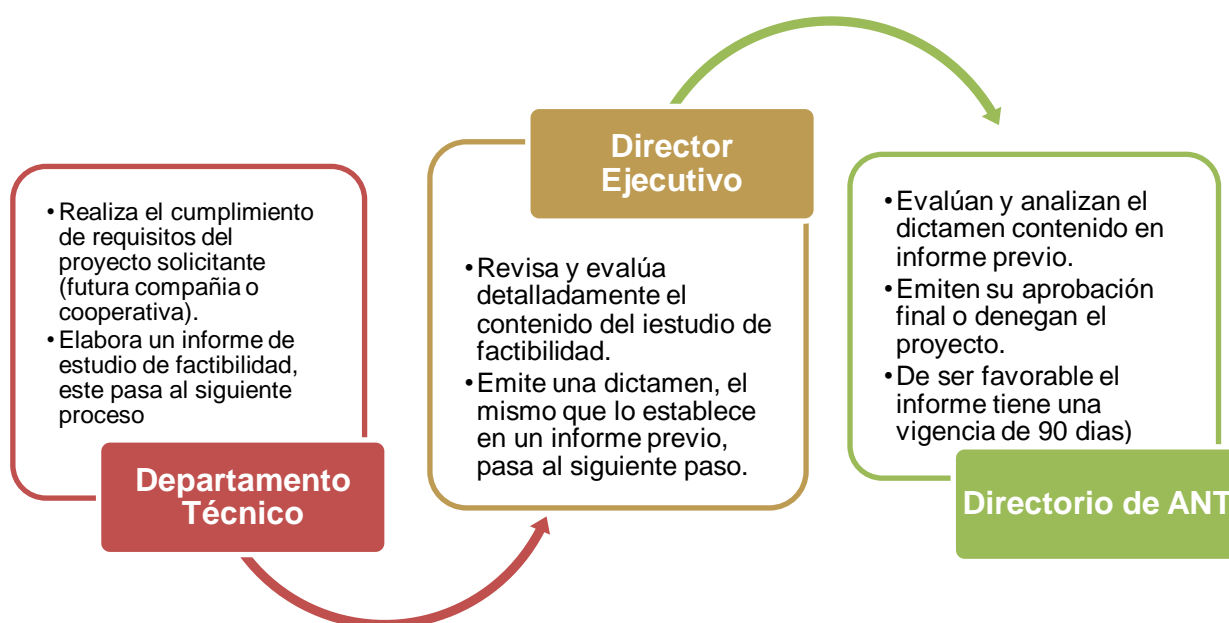 • Realiza el cumplimiento
de requisitos del
proyecto solicitante
(futura compañia o
cooperativa).
• Elabora un informe de
estudio de factibilidad,
este pasa al siguiente
proceso
Departamento
Técnico
Director
Ejecutivo
• Revisa y evalúa
detalladamente el
contenido del iestudio de
factibilidad.
• Emite una dictamen, el
mismo que lo establece
en un informe previo,
pasa al siguiente paso.
• Evalúan y analizan el
dictamen contenido en
informe previo.
• Emiten su aprobación
final o denegan el
proyecto.
• De ser favorable el
informe tiene una
vigencia de 90 dias)
Directorio de ANT